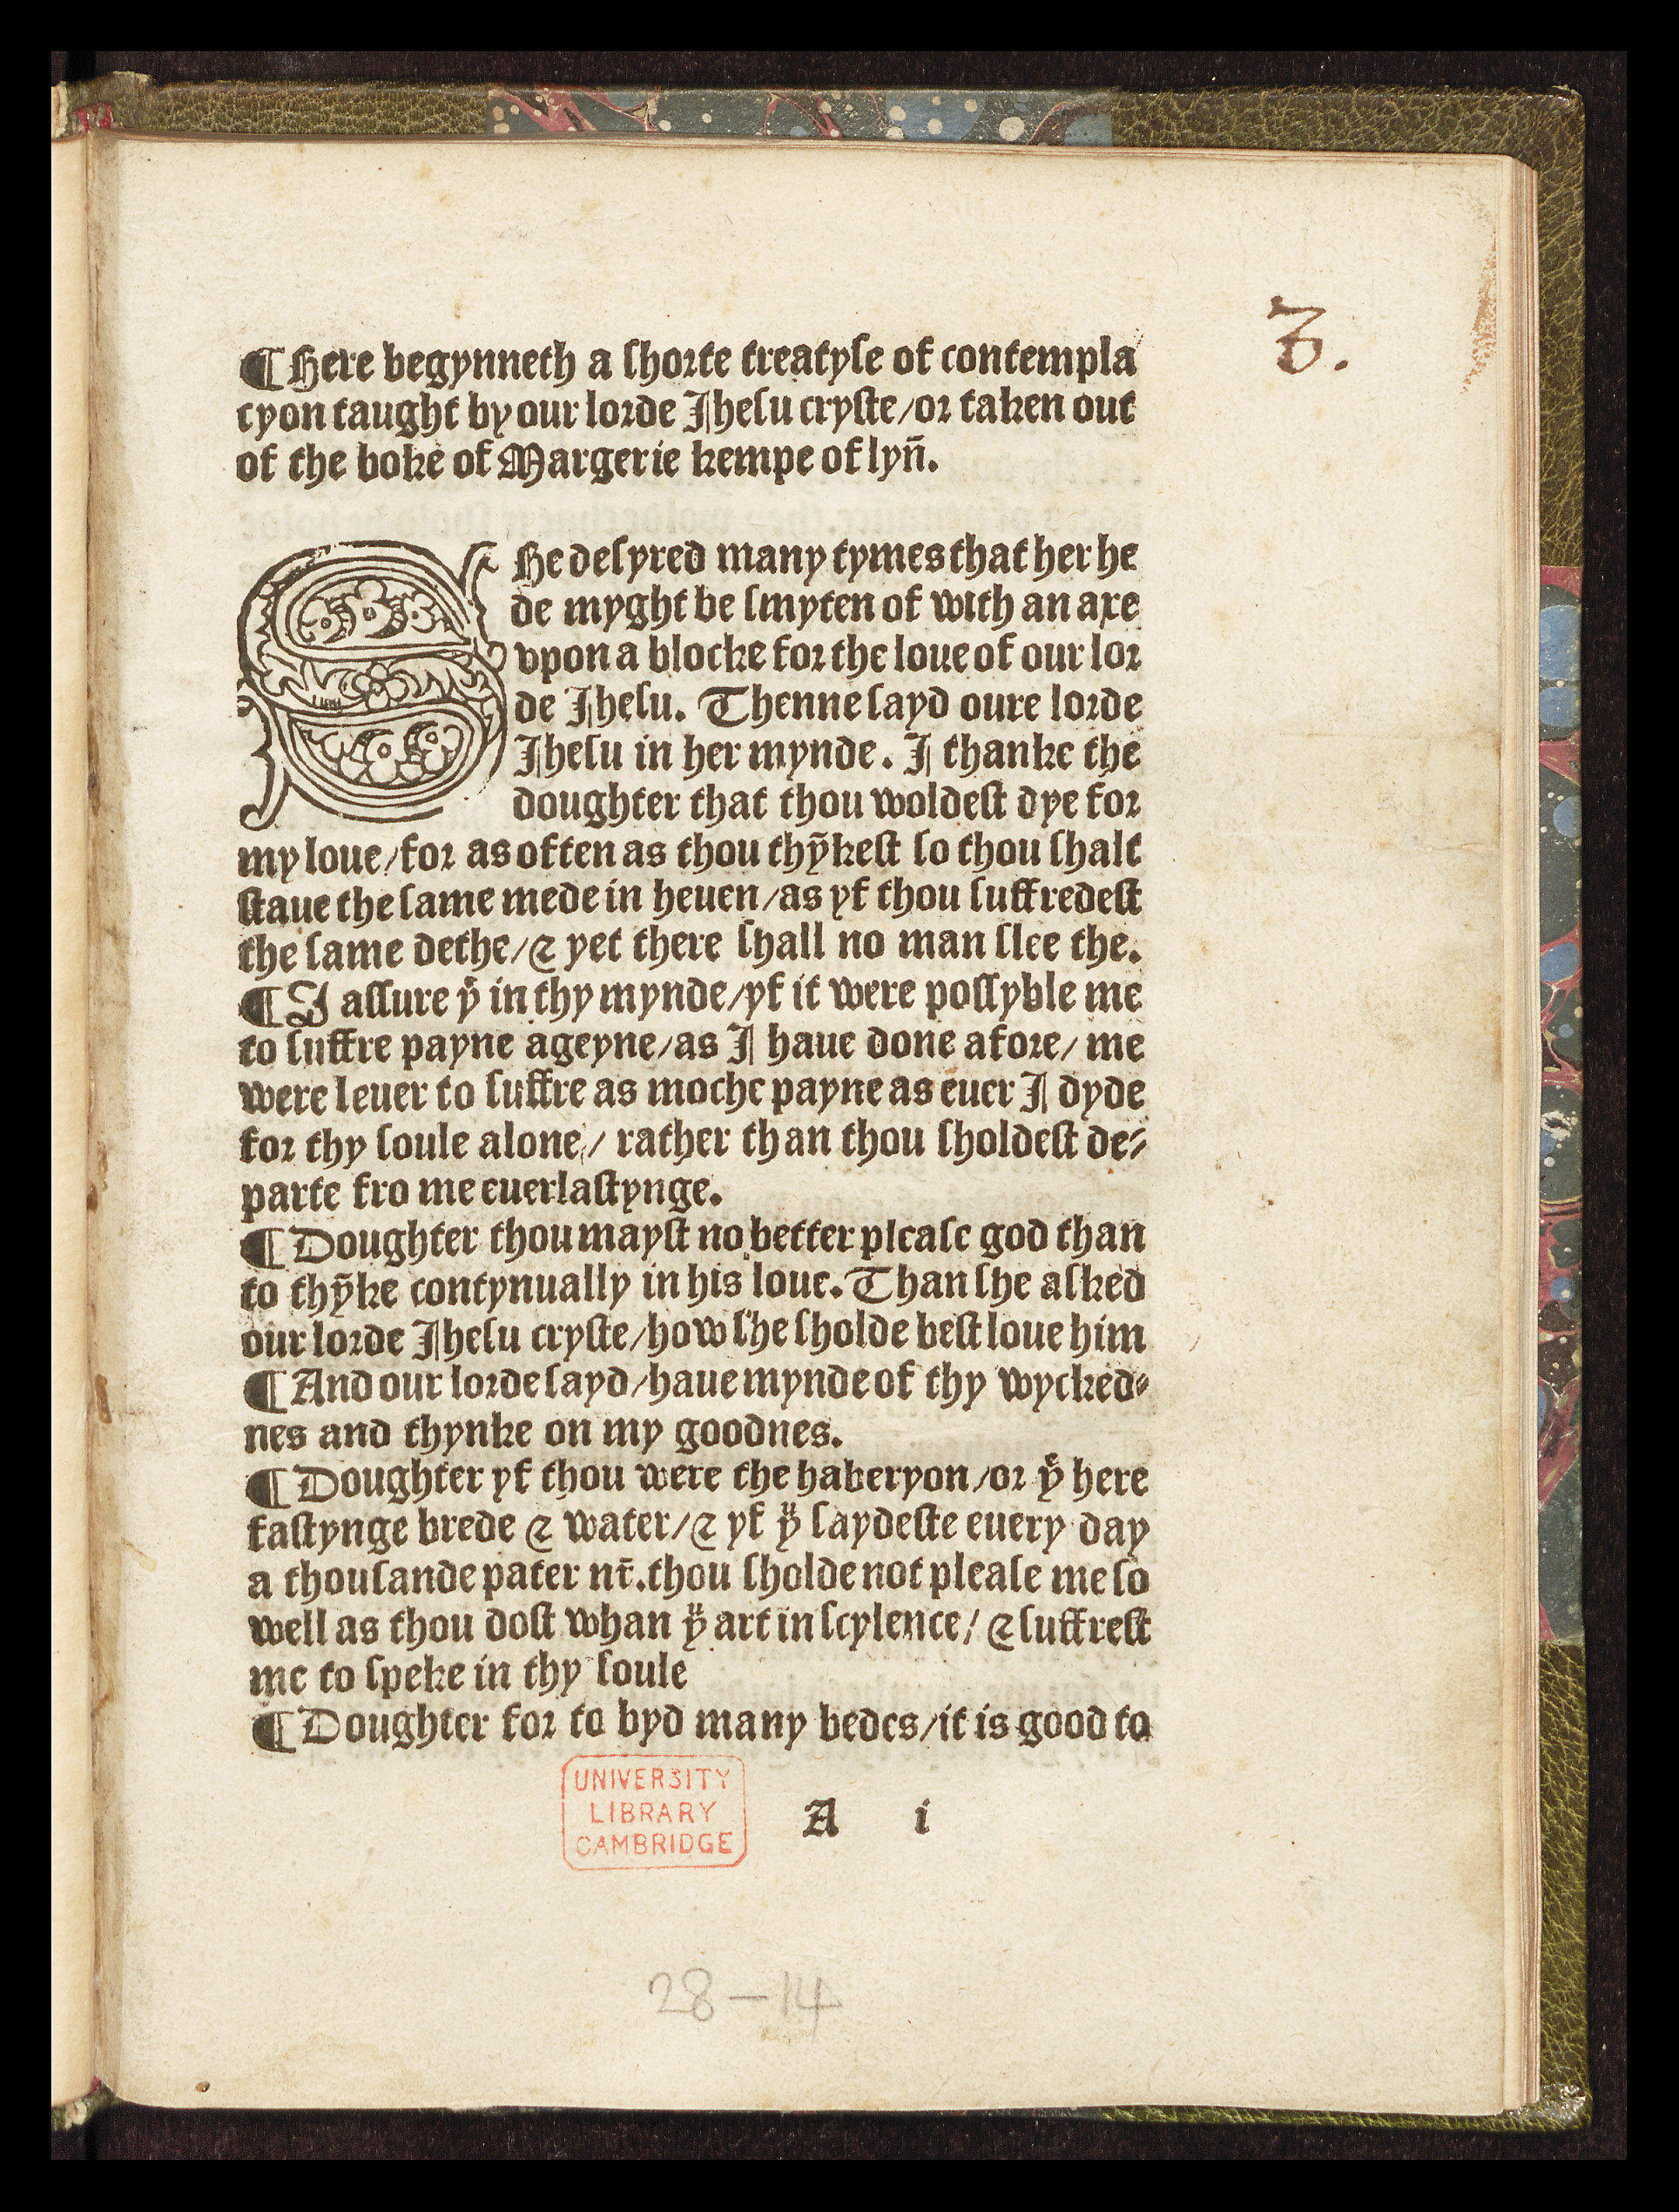 3.
¶ Here begynneth a shorte treatyse of contempla
cyon taught by our lorde Jhesu cryste/or taken out
of the boke of Margerie kempe of lyn̄.
SHe desyred many tymes that her he
de myght be smyten of with an axe
vpon a blocke for the loue of our lor
de Jhesu. Thenne sayd oure lorde
Jhesu in her mynde. I thanke the
doughter that thou woldest dye for
my loue/for as often as thou thȳkest so thou shalt
staue the same mede in heuen/as yf thou suffredest
the same dethe/⁊ yet there shall no man slee the.
¶ I assure yͤ in thy mynde/yf it were possyble me
to suffre payne ageyne/as I haue done afore/ me
were leuer to suffre as moche payne as euer I dyde
for thy soule alone/ rather than thou sholdest de⸗
parte fro me euerlastynge.
¶ Doughter thou mayst no better please god than
to thȳke contynually in his loue. Than she asked
our lorde Jhesu cryste/how she sholde best loue him
¶ And our lorde sayd/haue mynde of thy wycked⸗
nes and thynke on my goodnes.
¶ Doughter yf thou were the haberyon/or yͤ here
fastynge brede ⁊ water/⁊ yf yͧ saydeste euery day
a thousande pater nr̄.thou sholde not please me so
well as thou dost whan yͧ art in scylence/ ⁊ suffrest
me to speke in thy soule
¶ Doughter for to byd many bedes/it is good to
A i
UNIVERSITY
LIBRARY
CAMBRIDGE
28-14